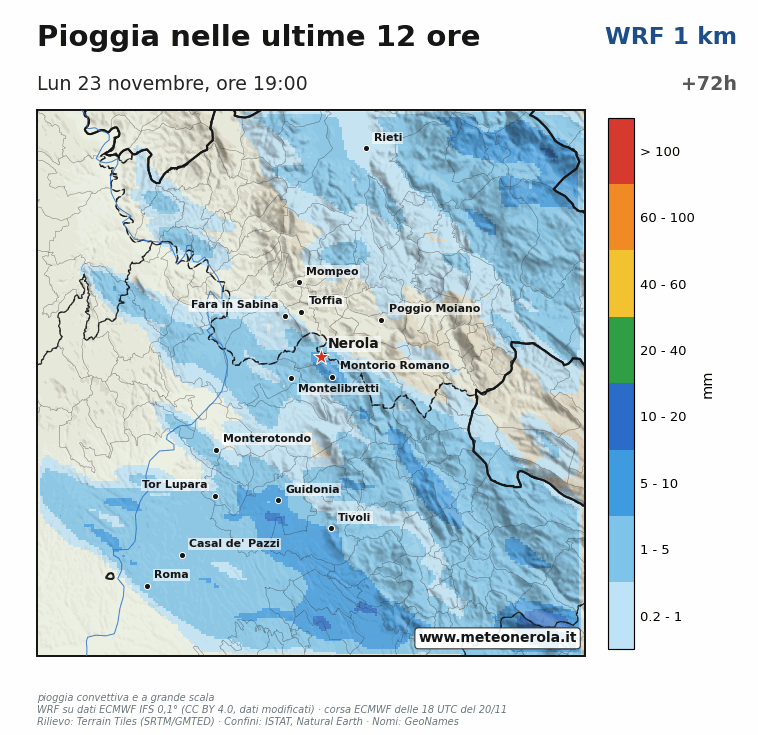 Pioggia nelle ultime 12 ore
WRF 1 km
Lun 23 novembre, ore 19:00
+72h
Rieti
> 100
60 - 100
Mompeo
40 - 60
Fara in Sabina
Toffia
Poggio Moiano
Nerola
20 - 40
Montorio Romano
Montelibretti
mm
10 - 20
Monterotondo
Tor Lupara
Guidonia
5 - 10
Tivoli
Casal de' Pazzi
1 - 5
Roma
0.2 - 1
www.meteonerola.it
pioggia convettiva e a grande scala
WRF su dati ECMWF IFS 0,1° (CC BY 4.0, dati modificati) · corsa ECMWF delle 18 UTC del 20/11
Rilievo: Terrain Tiles (SRTM/GMTED) · Confini: ISTAT, Natural Earth · Nomi: GeoNames